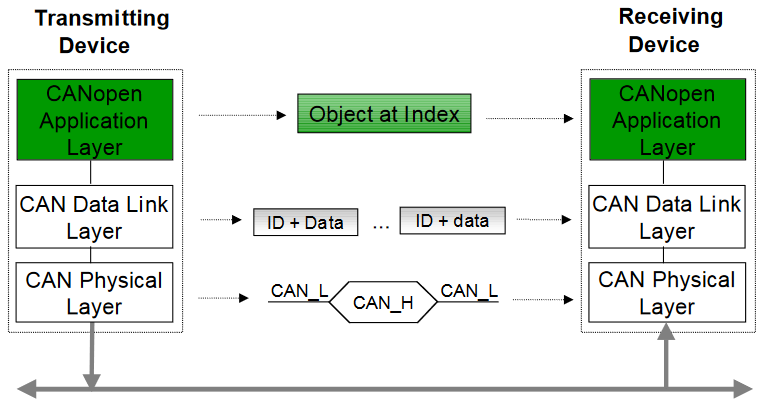 Transmitting
Device
Receiving
Device
CANopen
Application
Layer
Object at Index
CANopen
Application
Layer
CAN Data Link
Layer
ID + Data
...
ID + data
CAN Data Link
Layer
CAN Physical
Layer
CAN_L
CAN_H
CAN_L
CAN Physical
Layer